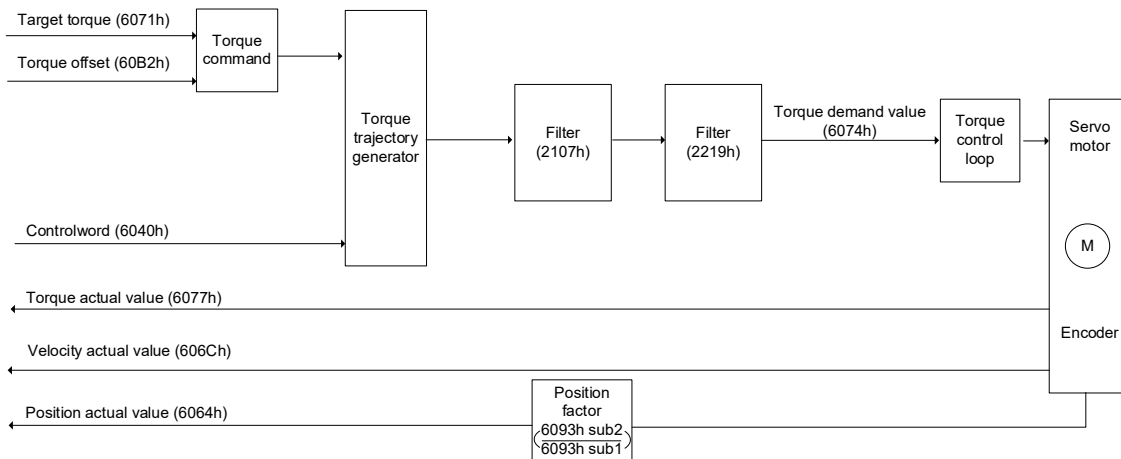 Target torque (6071h)
Torque offset (60B2h)
Torque
command
Torque
trajectory
generator
Filter
(2107h)
Filter
(2219h)
Torque demand value
(6074h)
Torque
control
loop
Servo
motor
Controlword (6040h)
M
Torque actual value (6077h)
Encoder
Velocity actual value (606Ch)
Position actual value (6064h)
Position
factor
(6093h sub2
6093h sub1)